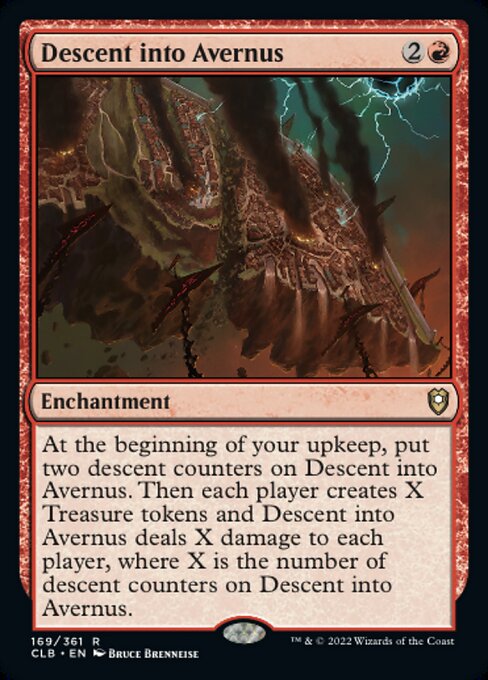 Descent into Avernus 2
Enchantment
At the beginning of your upkeep, put
two descent counters on Descent into
Avernus. Then each player creates X
Treasure tokens and Descent into
Avernus deals X damage to each
player, where X is the number of
descent counters on Descent into
Avernus.
169/361 R
™ & © 2022 Wizards of the Coast
CLB • EN Bruce Brenneise